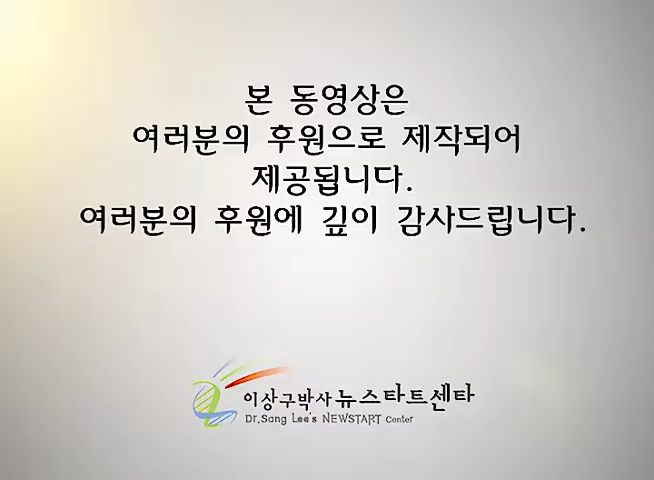 본 동영상은
여러분의 후원으로 제작되어
제공됩니다.
여러분의 후원에 깊이 감사드립니다.
이상구박사 뉴스타트센타
Dr.Sang Lee's NEWSTART Center